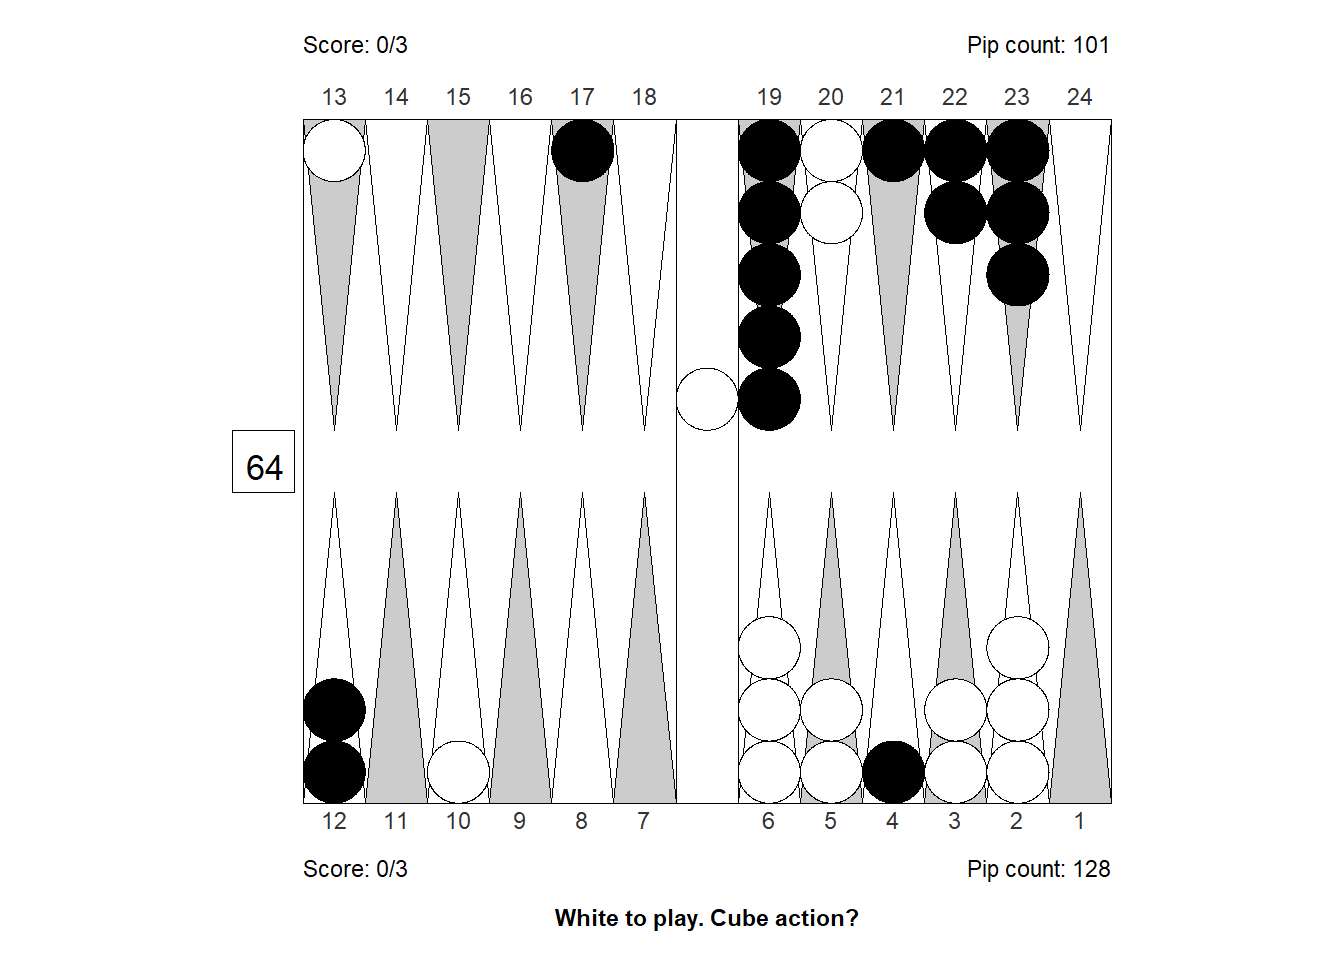 Score: 0/3 Pip count: 101
13 14 15 16 17 18 19 20 21 22 23 24
64
12 11 10 9 8 7 6 5 4 3 2 1
Score: 0/3 Pip count: 128
White to play. Cube action?